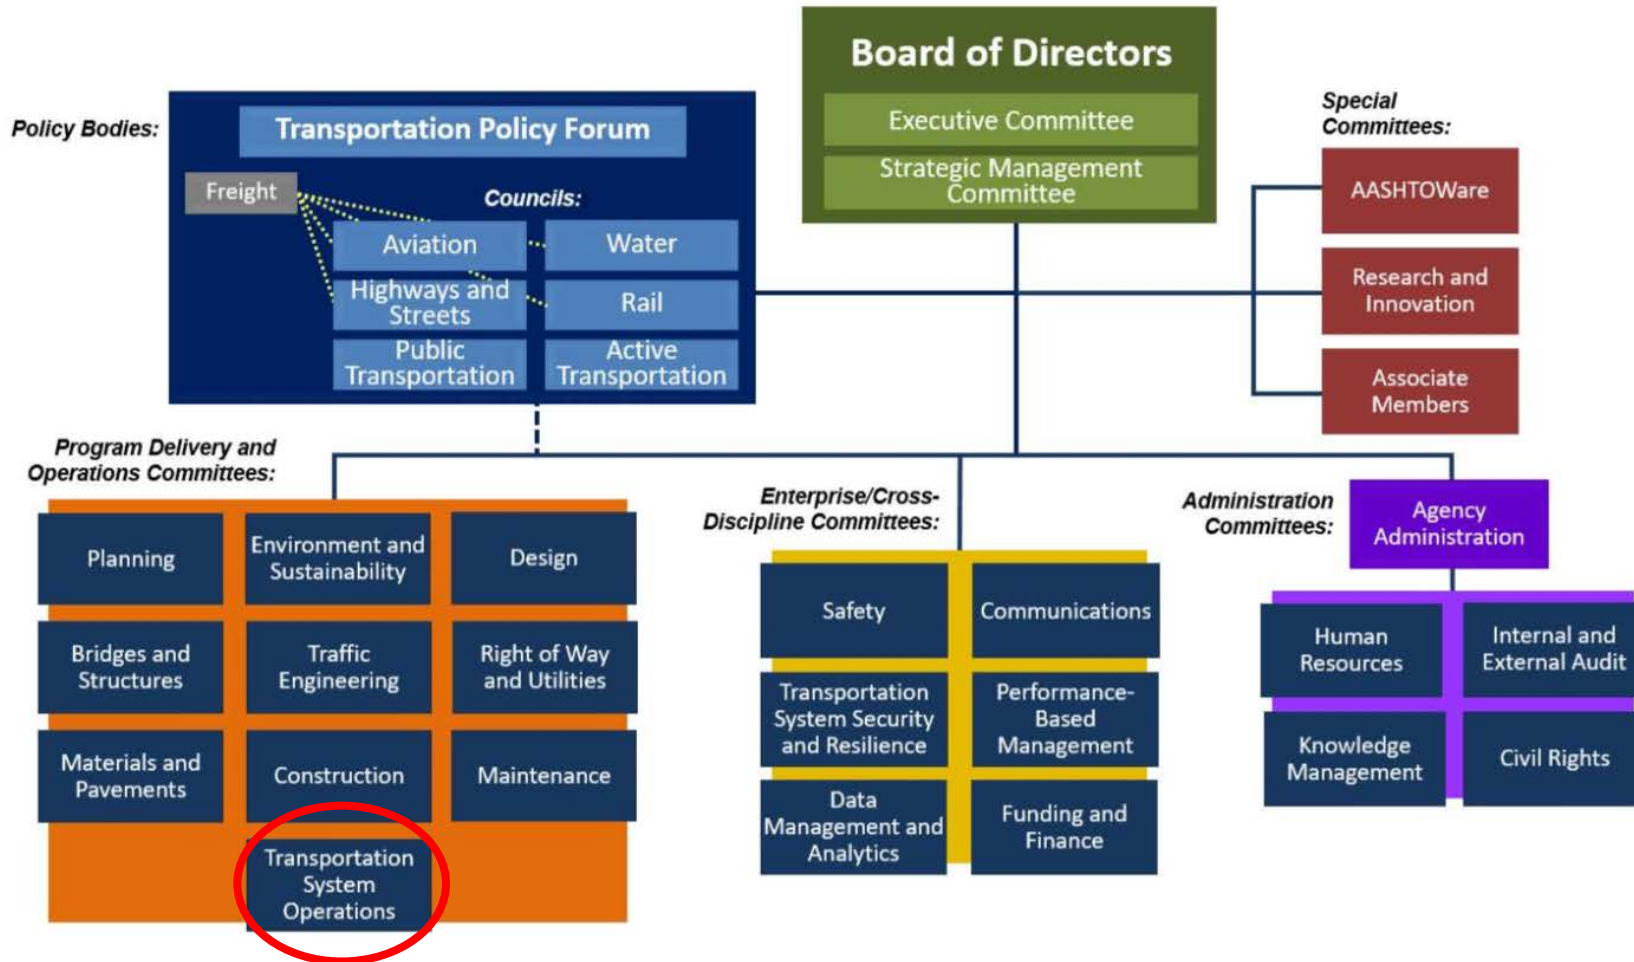 Board of Directors
Executive Committee
Strategic Management
Committee
Policy Bodies:
Transportation Policy Forum
Freight
Councils:
Aviation
Water
Highways and
Streets
Rail
Public
Transportation
Active
Transportation
Special
Committees:
AASHTOWare
Research and
Innovation
Associate
Members
Program Delivery and
Operations Committees:
Planning
Environment and
Sustainability
Design
Bridges and
Structures
Traffic
Engineering
Right of Way
and Utilities
Materials and
Pavements
Construction
Maintenance
Transportation
System
Operations
Enterprise/Cross-
Discipline Committees:
Safety
Communications
Transportation
System Security
and Resilience
Performance-
Based
Management
Data
Management and
Analytics
Funding and
Finance
Administration
Committees:
Agency
Administration
Human
Resources
Internal and
External Audit
Knowledge
Management
Civil Rights